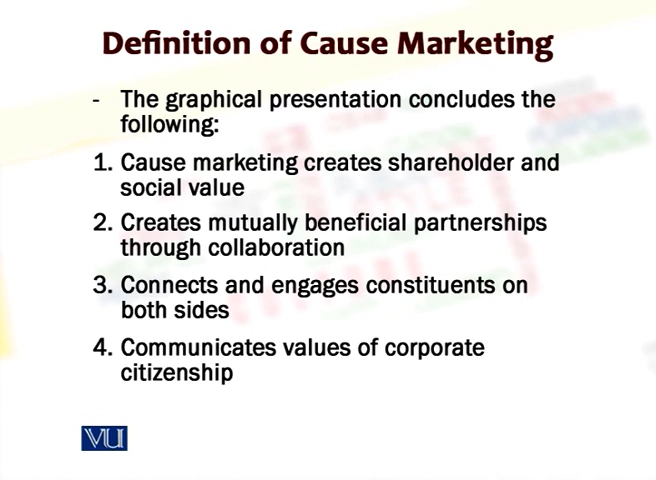 Definition of Cause Marketing
- The graphical presentation concludes the
following:
1. Cause marketing creates shareholder and
social value
2. Creates mutually beneficial partnerships
through collaboration
3. Connects and engages constituents on
both sides
4. Communicates values of corporate
citizenship
VU